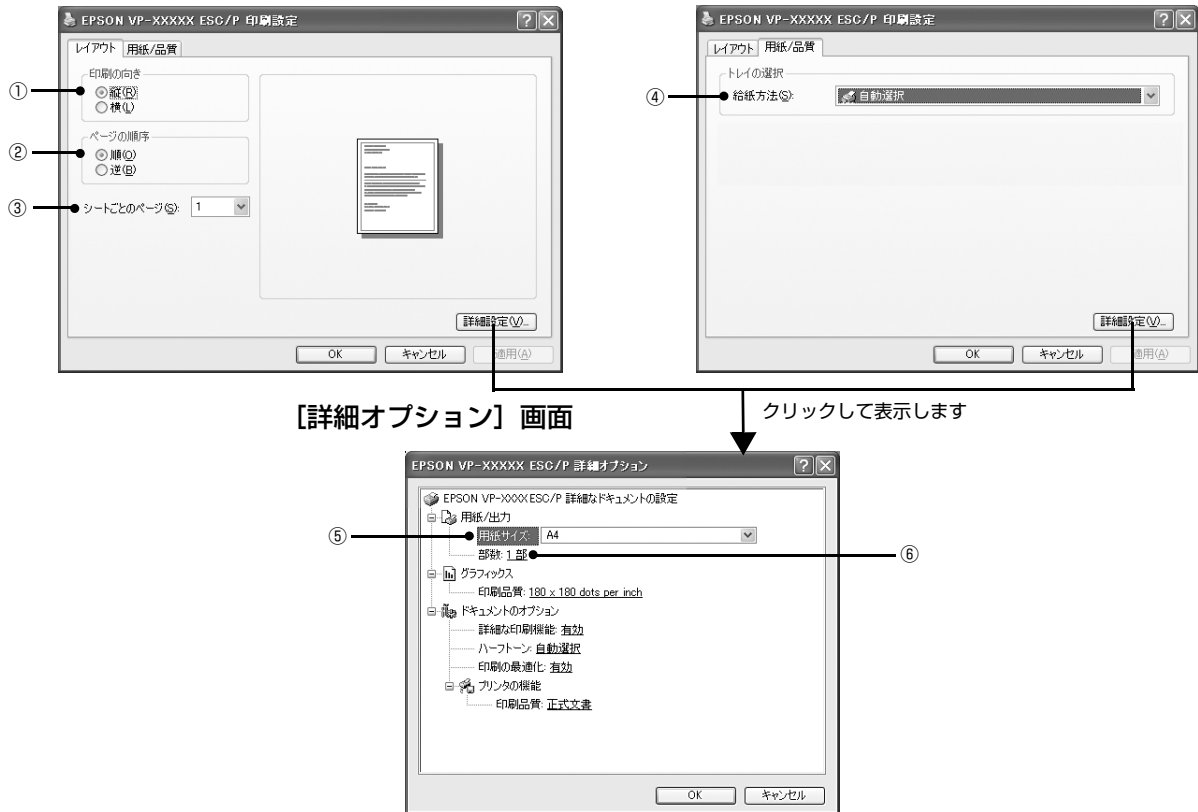 EPSON VP-XXXXX ESC/P 印刷設定
レイアウト 用紙/品質
印刷の向き
① 縦(R)
横(L)
ページの順序
② 順(O)
逆(B)
③ シートごとのページ(S): 1
詳細設定(V)...
OK キャンセル 適用(A)
EPSON VP-XXXXX ESC/P 印刷設定
レイアウト 用紙/品質
トレイの選択
④ 給紙方法(S): 自動選択
詳細設定(V)...
OK キャンセル 適用(A)
[詳細オプション] 画面
クリックして表示します
EPSON VP-XXXXX ESC/P 詳細オプション
EPSON VP-XXXX ESC/P 詳細なドキュメントの設定
用紙/出力
⑤ 用紙サイズ: A4
部数: 1 部 ⑥
グラフィックス
印刷品質: 180 x 180 dots per inch
ドキュメントのオプション
詳細な印刷機能: 有効
ハーフトーン: 自動選択
印刷の最適化: 有効
プリンタの機能
印刷品質: 正式文書
OK キャンセル